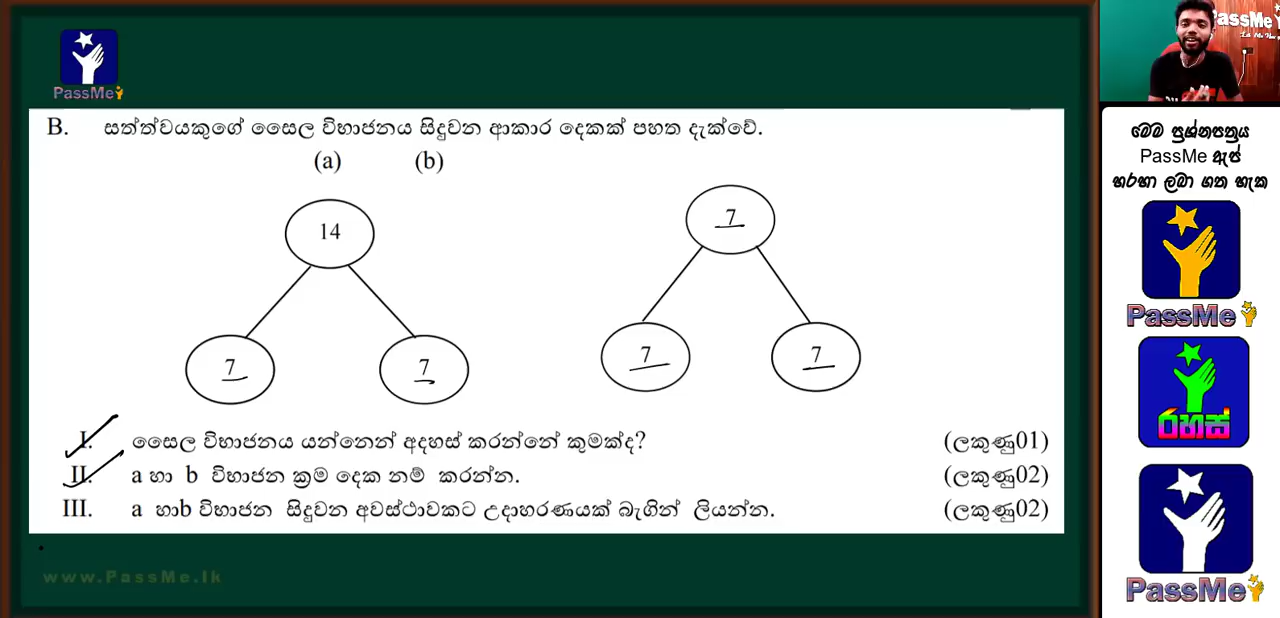 PassMe
B. සත්ත්වයකුගේ සෛල විභාජනය සිදුවන ආකාර දෙකක් පහත දැක්වේ.
(a) (b)
14
7 7
7
7 7
I. සෛල විභාජනය යන්නෙන් අදහස් කරන්නේ කුමක්ද? (ලකුණු01)
II. a හා b විභාජන ක්‍රම දෙක නම් කරන්න. (ලකුණු02)
III. a හාb විභාජන සිදුවන අවස්ථාවකට උදාහරණයක් බැගින් ලියන්න. (ලකුණු02)
www.PassMe.lk
PassMe
මෙම ප්‍රශ්නපත්‍රය
PassMe ඇප්
හරහා ලබා ගත හැක
PassMe
රහස්
PassMe